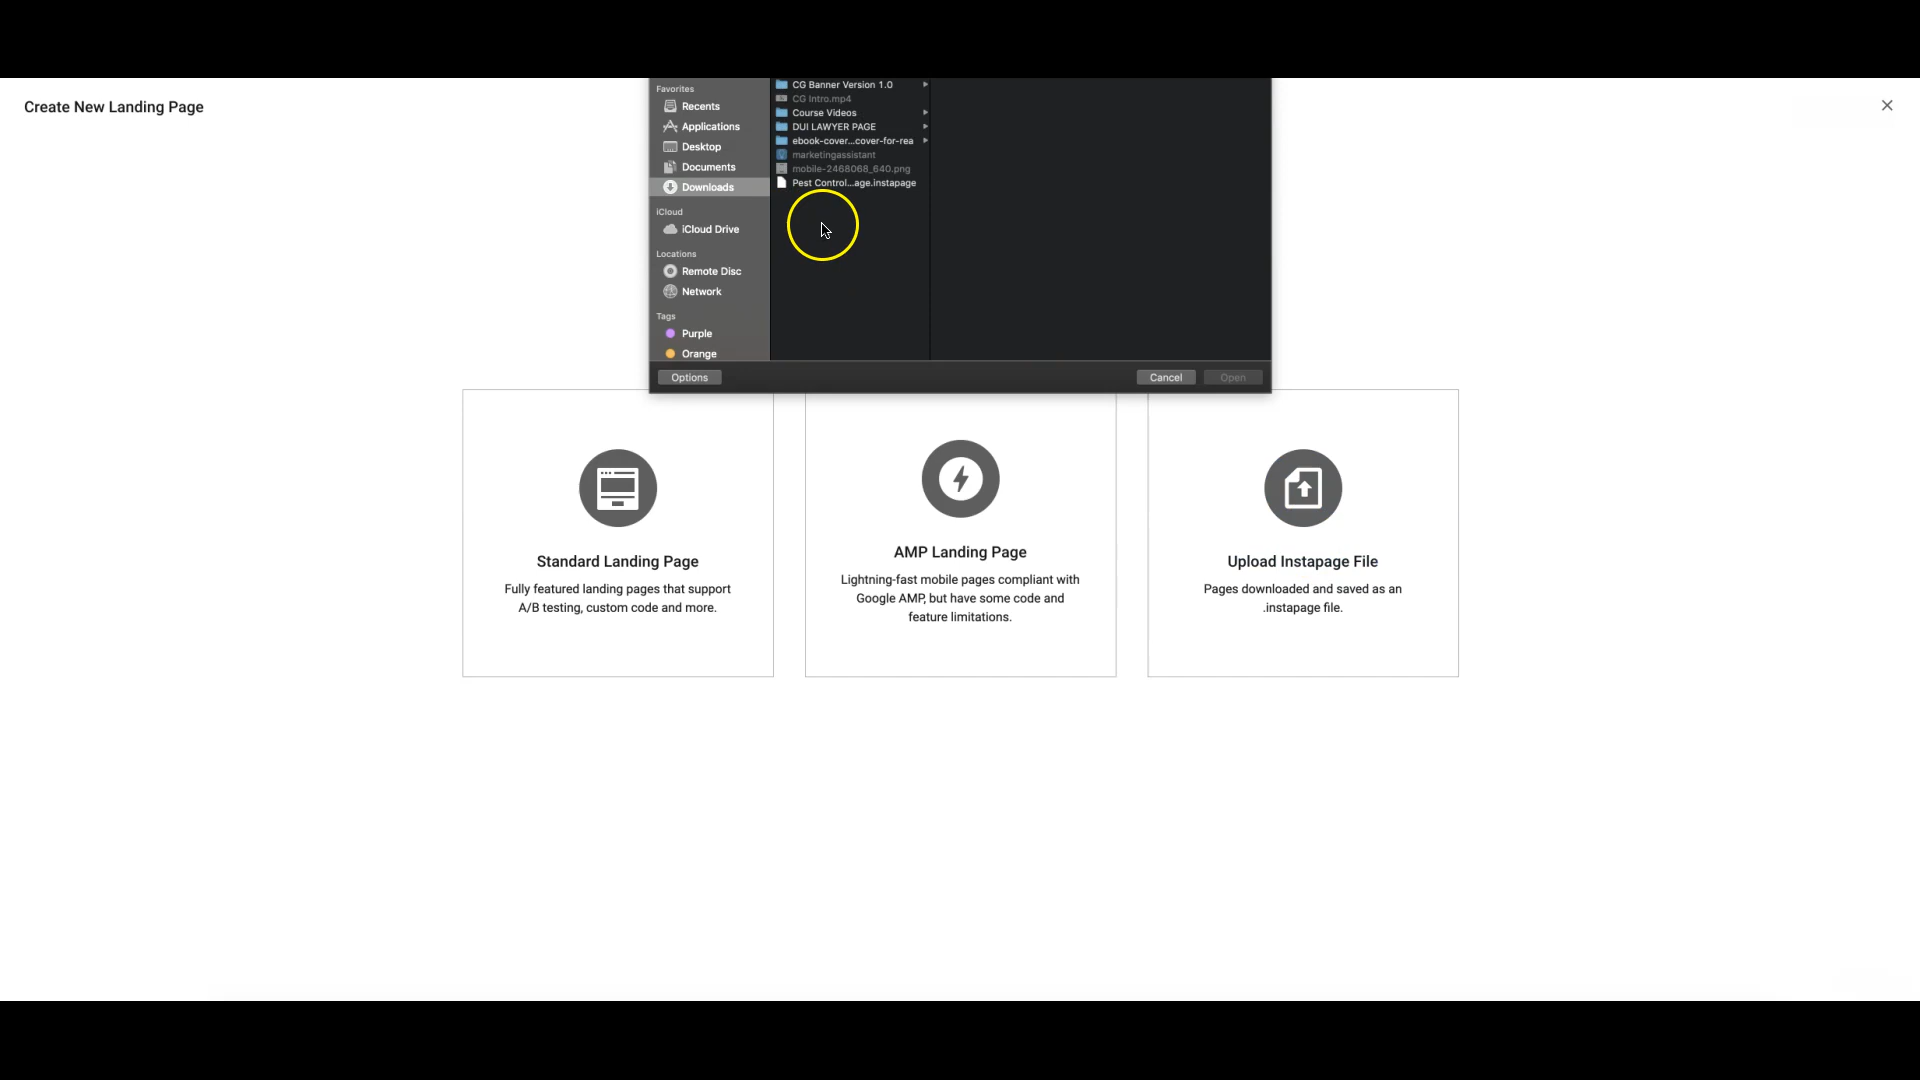 Create New Landing Page
Favorites
Recents
Applications
Desktop
Documents
Downloads
iCloud
iCloud Drive
Locations
Remote Disc
Network
Tags
Purple
Orange
CG Banner Version 1.0
CG Intro.mp4
Course Videos
DUI LAWYER PAGE
ebook-cover...cover-for-rea
marketingassistant
mobile-2468068_640.png
Pest Control...age.instapage
Options
Cancel
Open
Standard Landing Page
Fully featured landing pages that support
A/B testing, custom code and more.
AMP Landing Page
Lightning-fast mobile pages compliant with
Google AMP, but have some code and
feature limitations.
Upload Instapage File
Pages downloaded and saved as an
.instapage file.